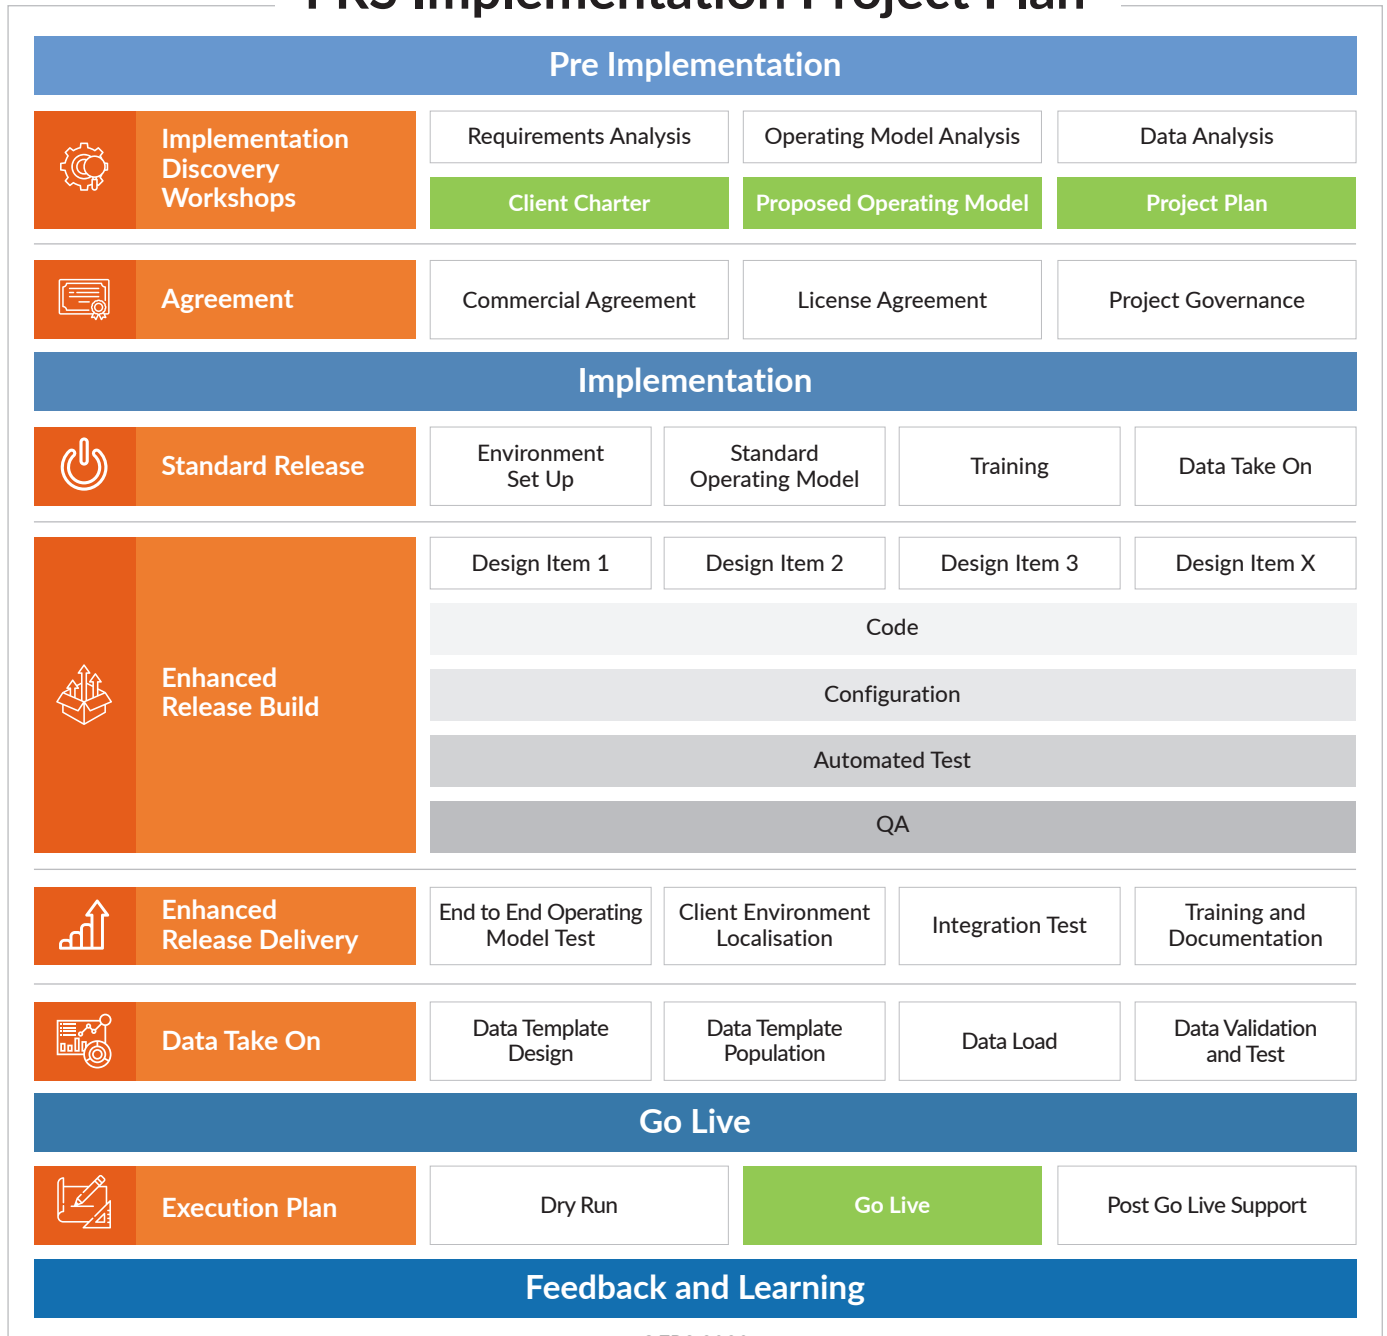 Implementation Project Plan
Pre Implementation
Implementation
Discovery
Workshops
Requirements Analysis
Operating Model Analysis
Data Analysis
Client Charter
Proposed Operating Model
Project Plan
Agreement
Commercial Agreement
License Agreement
Project Governance
Implementation
Standard Release
Environment
Set Up
Standard
Operating Model
Training
Data Take On
Enhanced
Release Build
Design Item 1
Design Item 2
Design Item 3
Design Item X
Code
Configuration
Automated Test
QA
Enhanced
Release Delivery
End to End Operating
Model Test
Client Environment
Localisation
Integration Test
Training and
Documentation
Data Take On
Data Template
Design
Data Template
Population
Data Load
Data Validation
and Test
Go Live
Execution Plan
Dry Run
Go Live
Post Go Live Support
Feedback and Learning